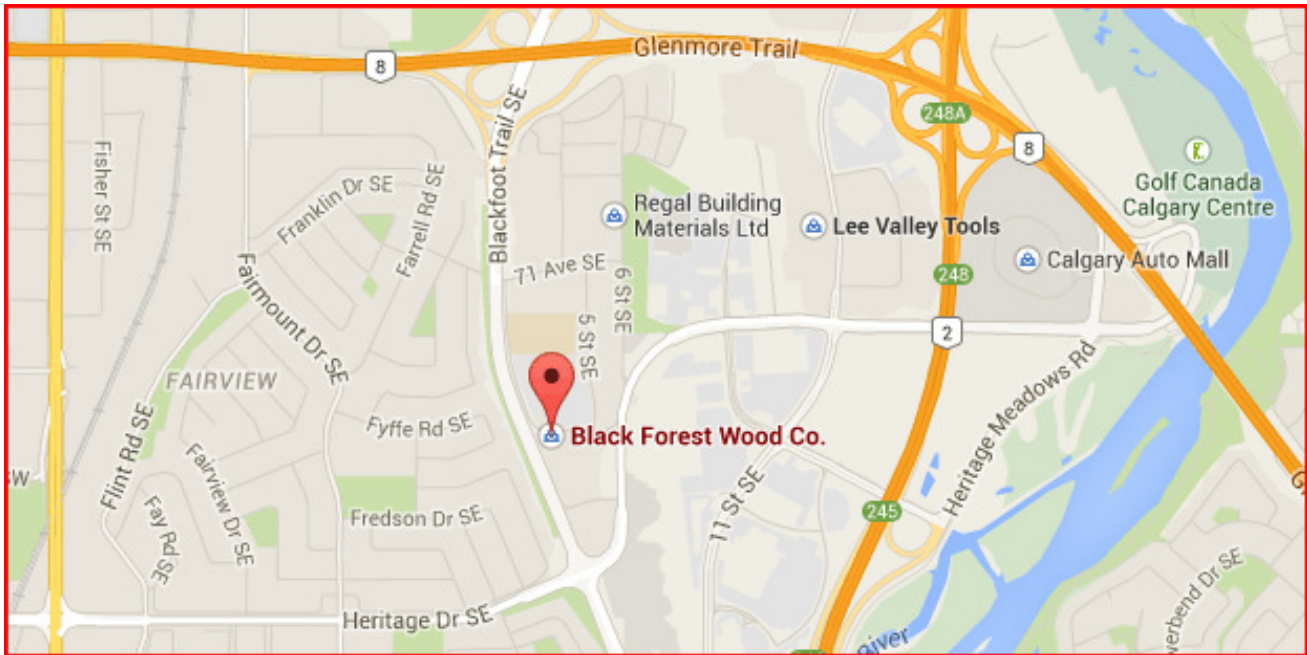 Glenmore Trail
8
248A
8
Blackfoot Trail SE
Fisher St SE
Franklin Dr SE
Farrell Rd SE
Golf Canada
Calgary Centre
Regal Building
Materials Ltd
Lee Valley Tools
Calgary Auto Mall
71 Ave SE
6 St SE
248
5 St SE
2
Fairmount Dr SE
FAIRVIEW
Heritage Meadows Rd
Black Forest Wood Co.
Fyffe Rd SE
Flint Rd SE
Fairview Dr SE
SW
Fay Rd SE
Fredson Dr SE
11 St SE
245
Heritage Dr SE
River
erbend Dr SE